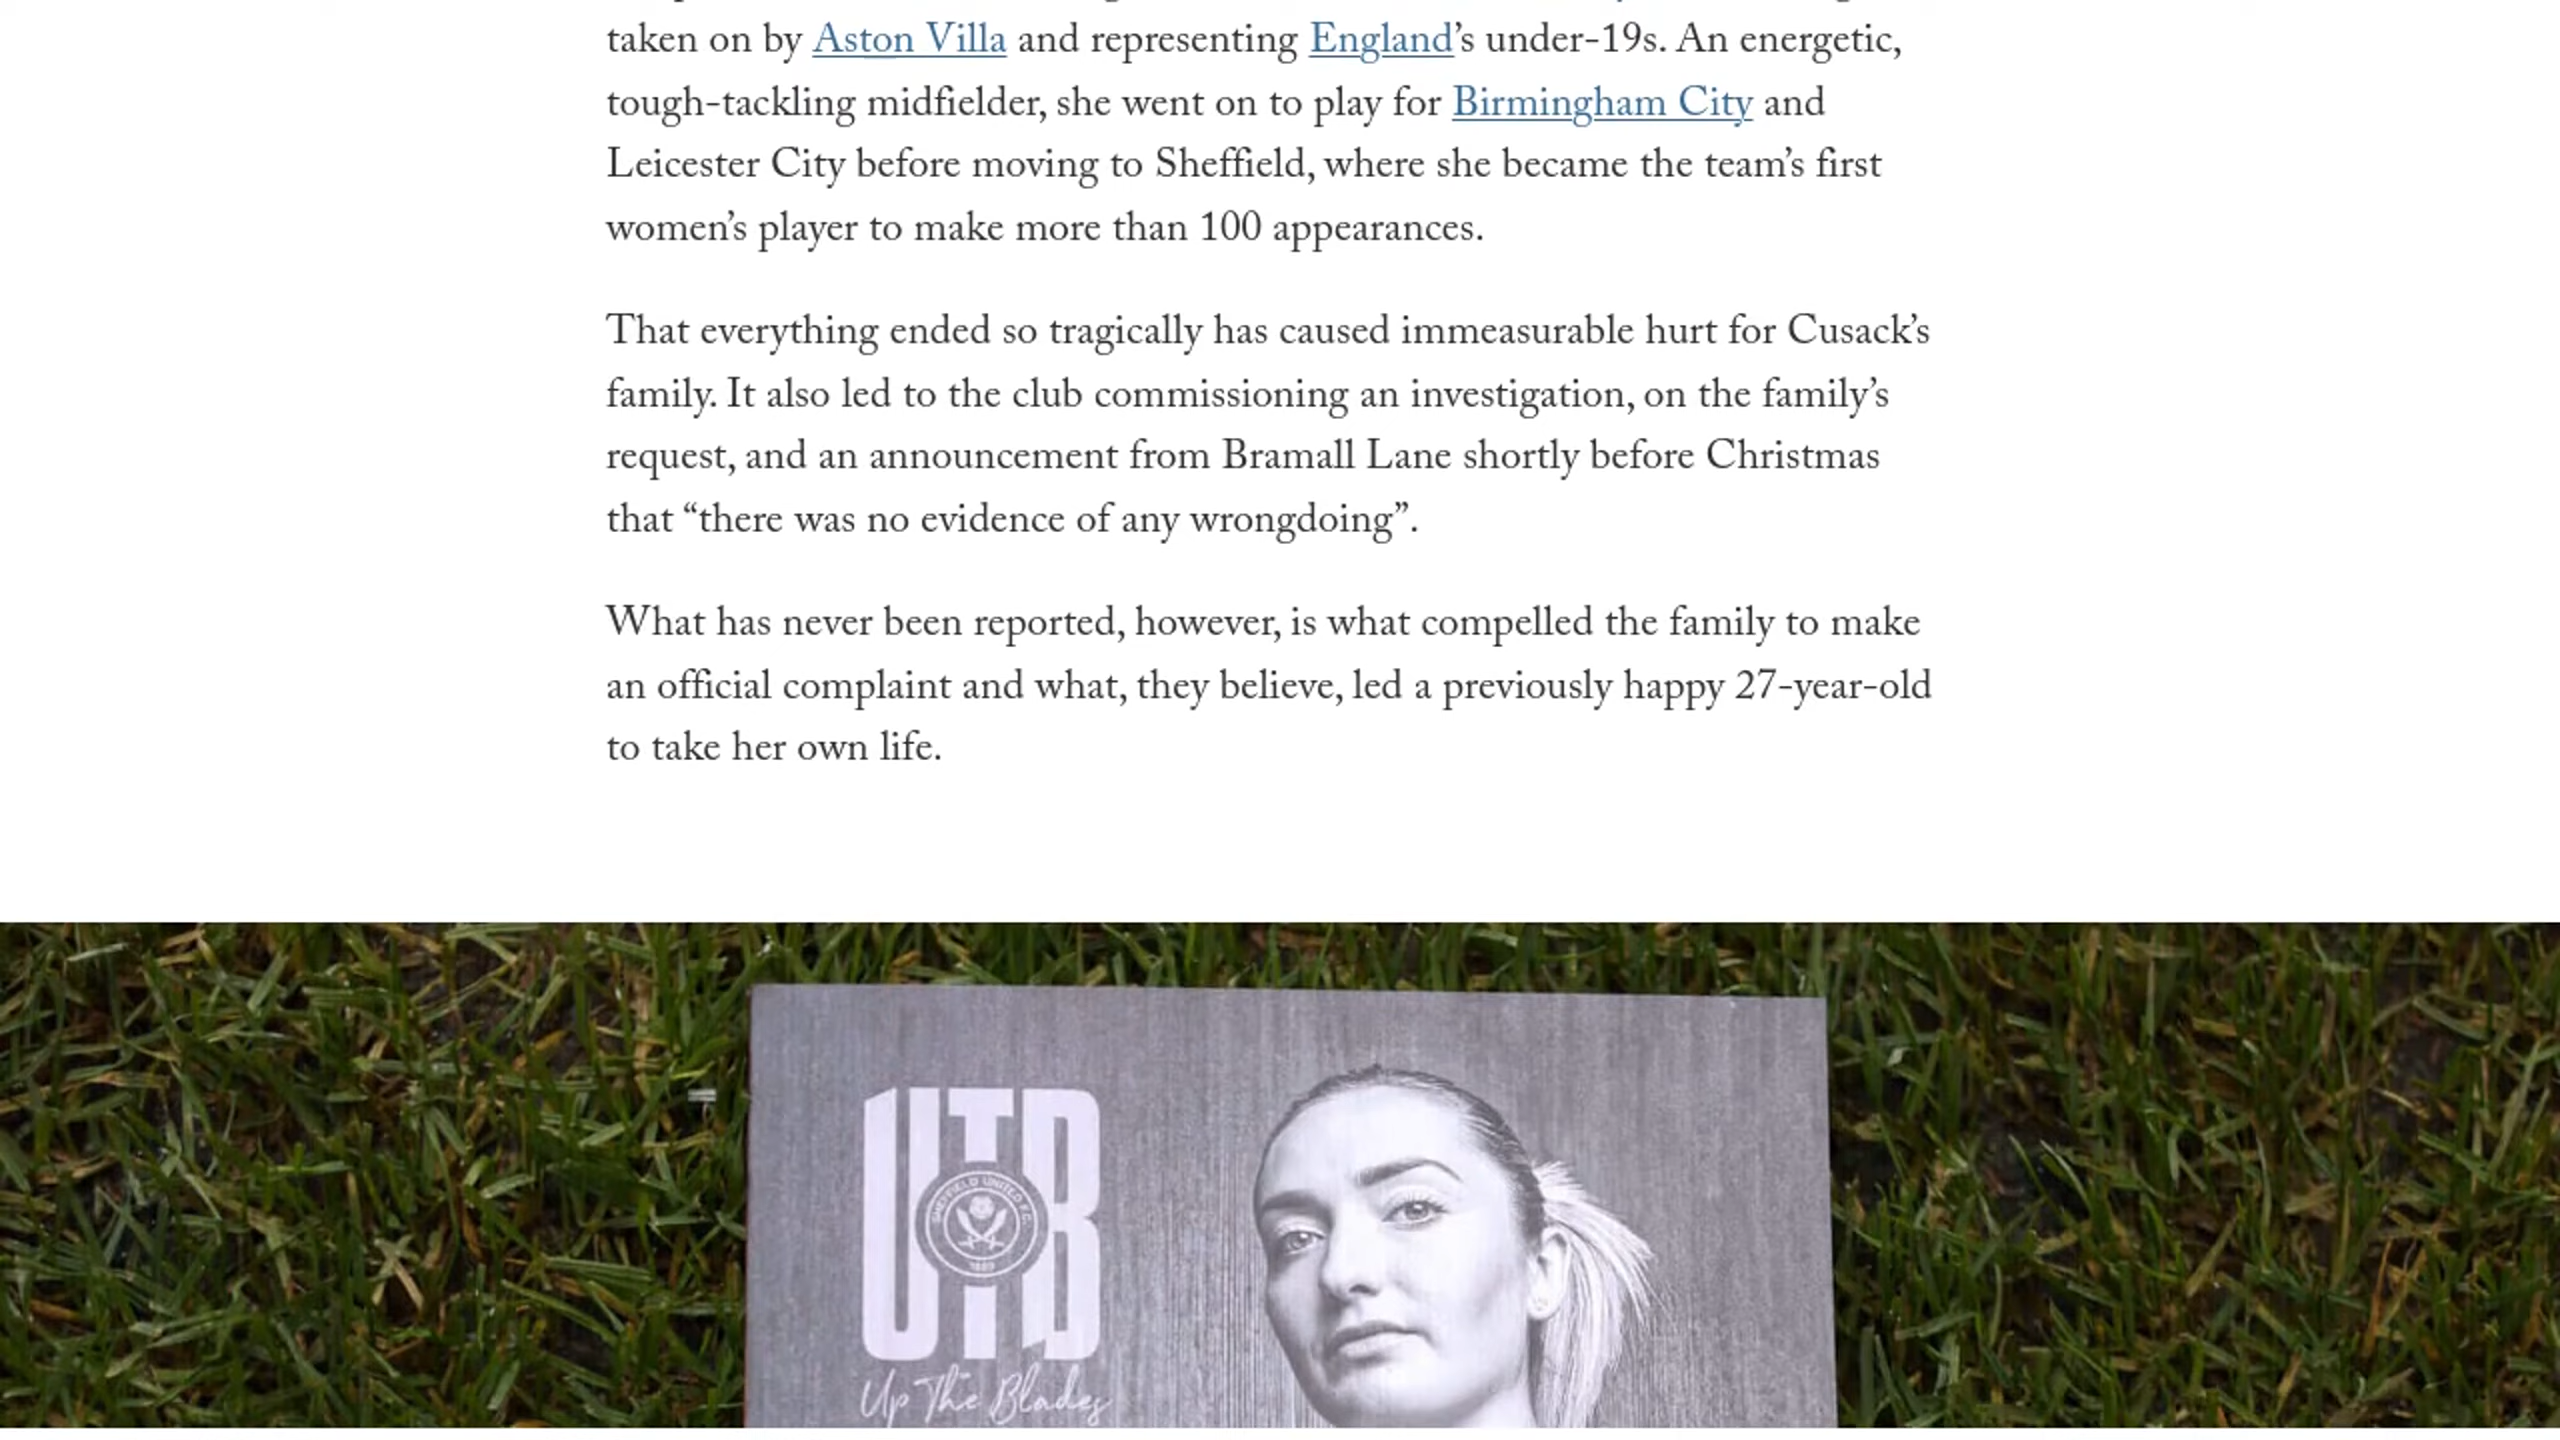 taken on by Aston Villa and representing England’s under-19s. An energetic,
tough-tackling midfielder, she went on to play for Birmingham City and
Leicester City before moving to Sheffield, where she became the team’s first
women’s player to make more than 100 appearances.
That everything ended so tragically has caused immeasurable hurt for Cusack’s
family. It also led to the club commissioning an investigation, on the family’s
request, and an announcement from Bramall Lane shortly before Christmas
that “there was no evidence of any wrongdoing”.
What has never been reported, however, is what compelled the family to make
an official complaint and what, they believe, led a previously happy 27-year-old
to take her own life.
UTB
SHEFFIELD UNITED F.C.
1889
Up The Blades